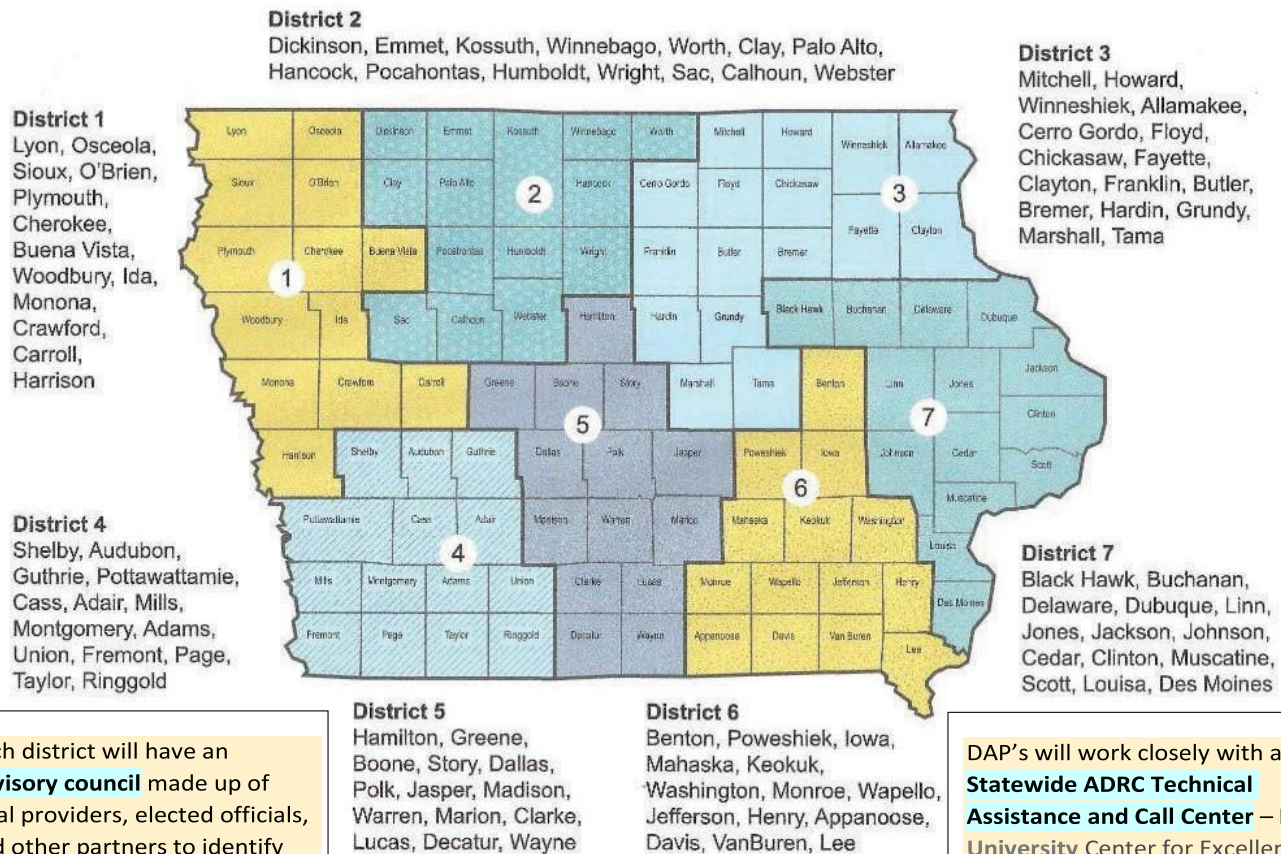 District 2
Dickinson, Emmet, Kossuth, Winnebago, Worth, Clay, Palo Alto,
Hancock, Pocahontas, Humboldt, Wright, Sac, Calhoun, Webster
District 3
Mitchell, Howard,
Winneshiek, Allamakee,
Cerro Gordo, Floyd,
Chickasaw, Fayette,
Clayton, Franklin, Butler,
Bremer, Hardin, Grundy,
Marshall, Tama
District 1
Lyon, Osceola,
Sioux, O'Brien,
Plymouth,
Cherokee,
Buena Vista,
Woodbury, Ida,
Monona,
Crawford,
Carroll,
Harrison
Lyon Osceola Dickinson Emmet Kossuth Winnebago Worth Mitchell Howard Winneshiek Allamakee
Sioux O'Brien Clay Palo Alto 2 Hancock Cerro Gordo Floyd Chickasaw 3
Plymouth Cherokee Buena Vista Pocahontas Humboldt Wright Franklin Butler Bremer Fayette Clayton
1
Woodbury Ida Sac Calhoun Webster Hamilton Hardin Grundy Black Hawk Buchanan Delaware Dubuque
Monona Crawford Carroll Greene Boone Story Marshall Tama Benton Linn Jones Jackson
5 7 Clinton
Harrison Shelby Audubon Guthrie Dallas Polk Jasper Poweshiek Iowa Johnson Cedar Scott
6 Muscatine
Pottawattamie Cass Adair Madison Warren Marion Mahaska Keokuk Washington Louisa
4
Mills Montgomery Adams Union Clarke Lucas Monroe Wapello Jefferson Henry Des Moines
Fremont Page Taylor Ringgold Decatur Wayne Appanoose Davis Van Buren Lee
District 4
Shelby, Audubon,
Guthrie, Pottawattamie,
Cass, Adair, Mills,
Montgomery, Adams,
Union, Fremont, Page,
Taylor, Ringgold
District 7
Black Hawk, Buchanan,
Delaware, Dubuque, Linn,
Jones, Jackson, Johnson,
Cedar, Clinton, Muscatine,
Scott, Louisa, Des Moines
District 5
Hamilton, Greene,
Boone, Story, Dallas,
Polk, Jasper, Madison,
Warren, Marion, Clarke,
Lucas, Decatur, Wayne
District 6
Benton, Poweshiek, Iowa,
Mahaska, Keokuk,
Washington, Monroe, Wapello,
Jefferson, Henry, Appanoose,
Davis, VanBuren, Lee
district will have an
council made up of
providers, elected officials,
other partners to identify
DAP's will work closely with a
Statewide ADRC Technical
Assistance and Call Center –
University Center for